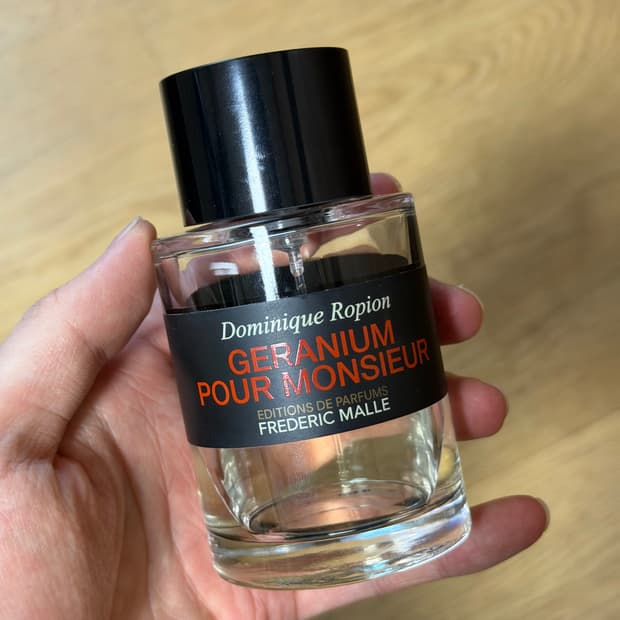 Dominique Ropion
GERANIUM
POUR MONSIEUR
EDITIONS DE PARFUMS
FREDERIC MALLE